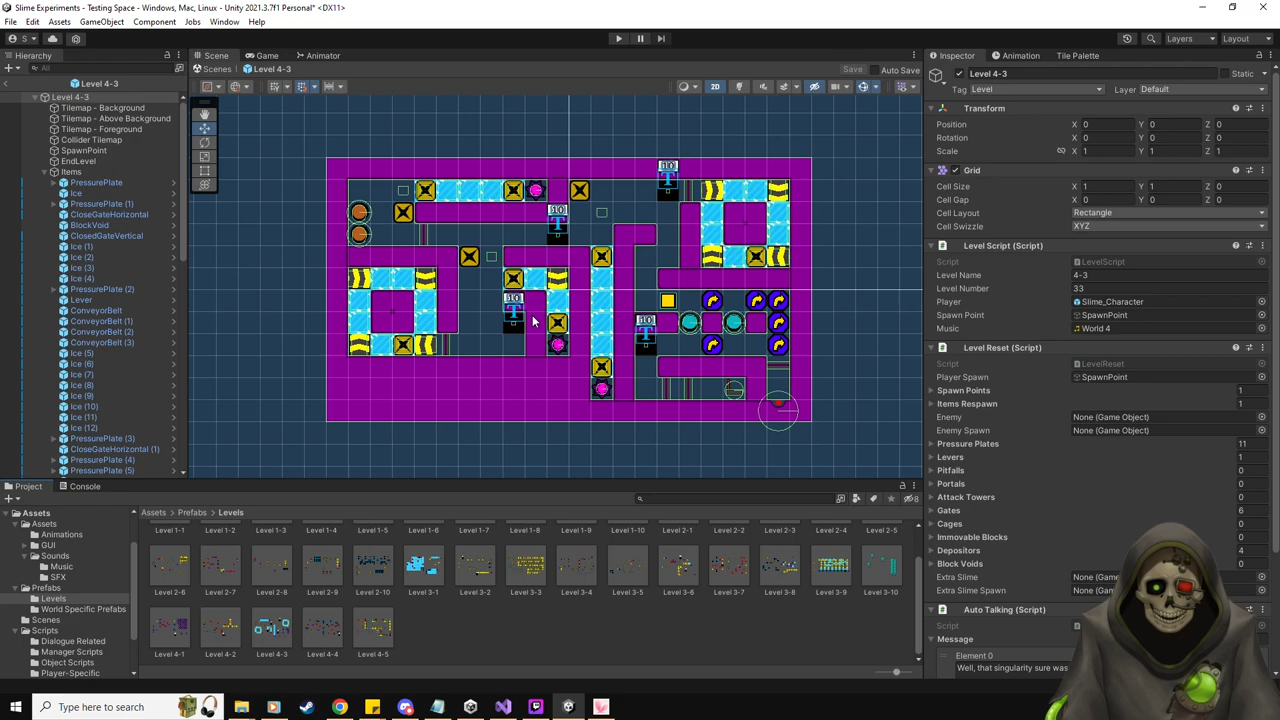 Slime Experiments - Testing Space - Windows, Mac, Linux - Unity 2021.3.7f1 Personal* <DX11>
File Edit Assets GameObject Component Jobs Window Help
S
Layers Layout
Hierarchy
Scene Game Animator
Inspector Animation Tile Palette
All
Scenes Level 4-3
Save Auto Save
Level 4-3
Static
Tag Level Layer Default
2D
Level 4-3
Tilemap - Background
Tilemap - Above Background
Tilemap - Foreground
Collider Tilemap
SpawnPoint
EndLevel
Items
PressurePlate
Ice
PressurePlate (1)
CloseGateHorizontal
BlockVoid
ClosedGateVertical
Ice (1)
Ice (2)
Ice (3)
Ice (4)
PressurePlate (2)
Lever
ConveyorBelt
ConveyorBelt (1)
ConveyorBelt (2)
ConveyorBelt (3)
Ice (5)
Ice (6)
Ice (7)
Ice (8)
Ice (9)
Ice (10)
Ice (11)
Ice (12)
PressurePlate (3)
CloseGateHorizontal (1)
PressurePlate (4)
PressurePlate (5)
10
T
10
T
10
T
10
T
Transform
Position X 0 Y 0 Z 0
Rotation X 0 Y 0 Z 0
Scale X 1 Y 1 Z 1
Grid
Cell Size X 1 Y 1 Z 1
Cell Gap X 0 Y 0 Z 0
Cell Layout Rectangle
Cell Swizzle XYZ
Level Script (Script)
Script LevelScript
Level Name 4-3
Level Number 33
Player Slime_Character
Spawn Point SpawnPoint
Music World 4
Level Reset (Script)
Script LevelReset
Player Spawn SpawnPoint
Spawn Points 1
Items Respawn 1
Enemy None (Game Object)
Enemy Spawn None (Game Object)
Pressure Plates 11
Levers 1
Pitfalls 0
Portals 0
Attack Towers 0
Gates 6
Cages 0
Immovable Blocks 0
Depositors 4
Block Voids
Extra Slime None (Gam
Extra Slime Spawn None (Gam
Auto Talking (Script)
Script
Message
Element 0
Well, that singularity sure was
Project Console
8
Assets
Animations
GUI
Sounds
Music
SFX
Prefabs
Levels
World Specific Prefabs
Scenes
Scripts
Dialogue Related
Manager Scripts
Object Scripts
Player-Specific
Assets > Prefabs > Levels
Level 1-1 Level 1-2 Level 1-3 Level 1-4 Level 1-5 Level 1-6 Level 1-7 Level 1-8 Level 1-9 Level 1-10 Level 2-1 Level 2-2 Level 2-3 Level 2-4 Level 2-5
Level 2-6 Level 2-7 Level 2-8 Level 2-9 Level 2-10 Level 3-1 Level 3-2 Level 3-3 Level 3-4 Level 3-5 Level 3-6 Level 3-7 Level 3-8 Level 3-9 Level 3-10
Level 4-1 Level 4-2 Level 4-3 Level 4-4 Level 4-5
Type here to search